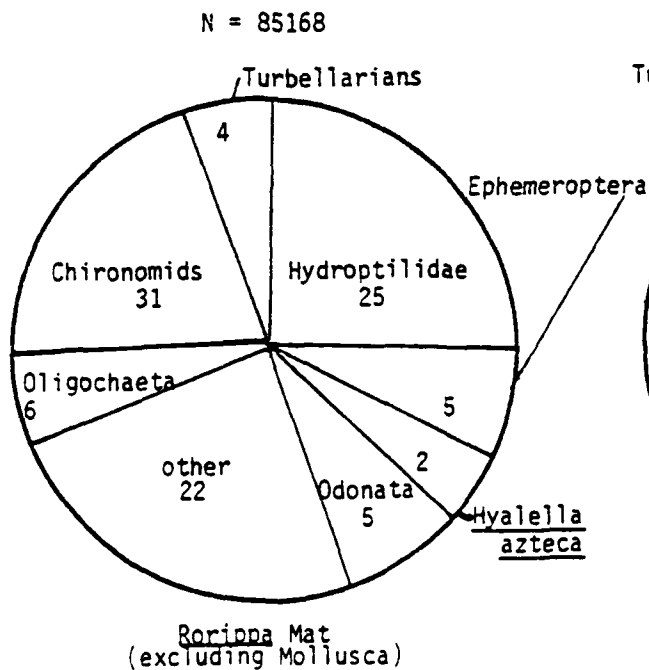 N = 85168
Turbellarians
Tu
4
Ephemeroptera
Chironomids
31
Hydroptilidae
25
Oligochaeta
6
5
2
other
22
Odonata
5
Hyalella
azteca
Rorippa Mat
(excluding Mollusca)